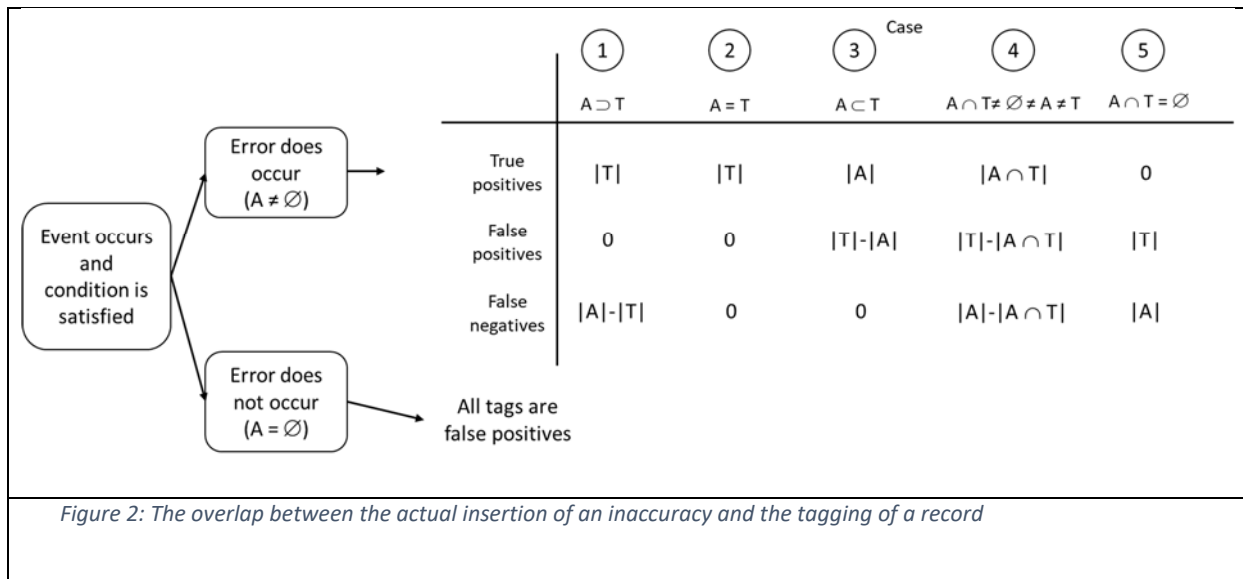 Case
1 2 3 4 5
A ⊃ T A = T A ⊂ T A ∩ T≠ ∅ ≠ A ≠ T A ∩ T = ∅
Error does
occur
(A ≠ ∅)
True
positives
|T| |T| |A| |A ∩ T| 0
Event occurs
and
condition is
satisfied
False
positives
0 0 |T|-|A| |T|-|A ∩ T| |T|
False
negatives
|A|-|T| 0 0 |A|-|A ∩ T| |A|
Error does
not occur
(A = ∅)
All tags are
false positives
Figure 2: The overlap between the actual insertion of an inaccuracy and the tagging of a record